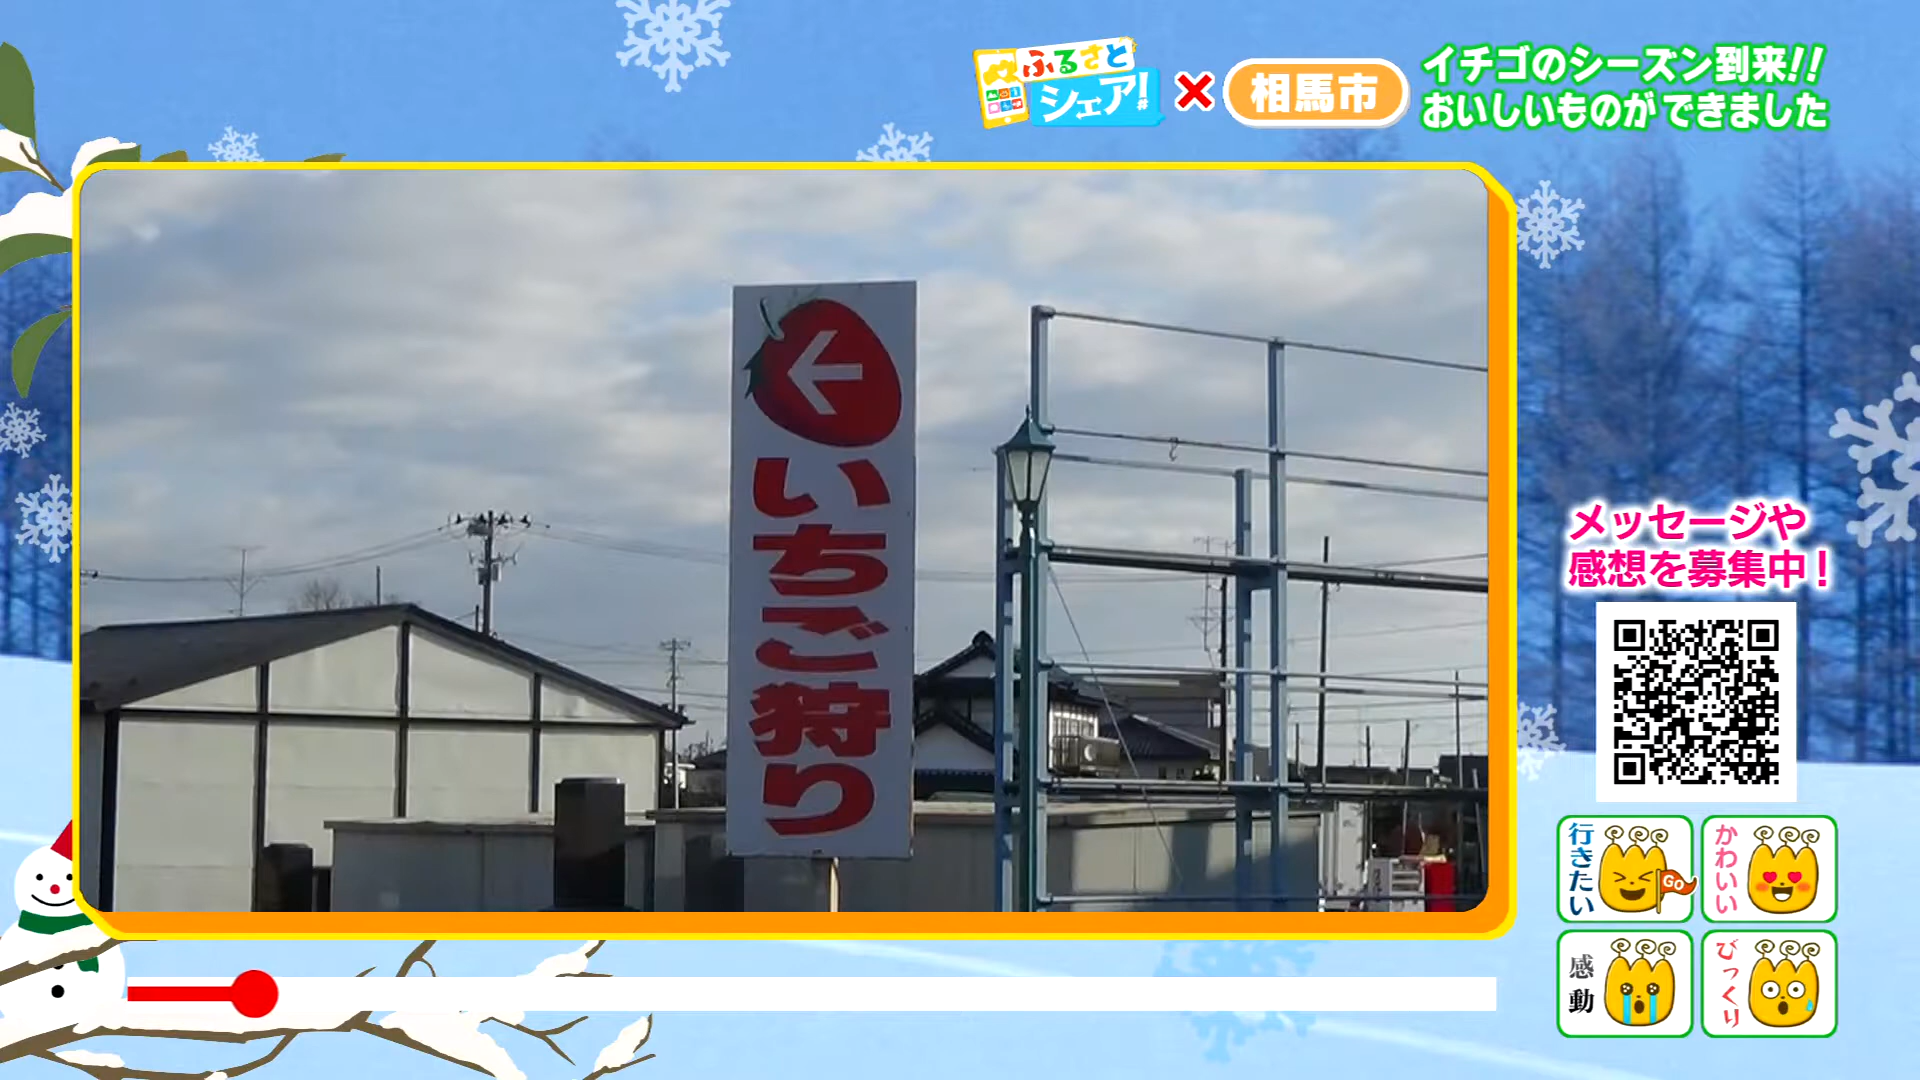 ふるさと
シェア!
×
相馬市
イチゴのシーズン到来!!
おいしいものができました
いちご狩り
メッセージや
感想を募集中!
行きたい
GO
かわいい
感動
びっくり